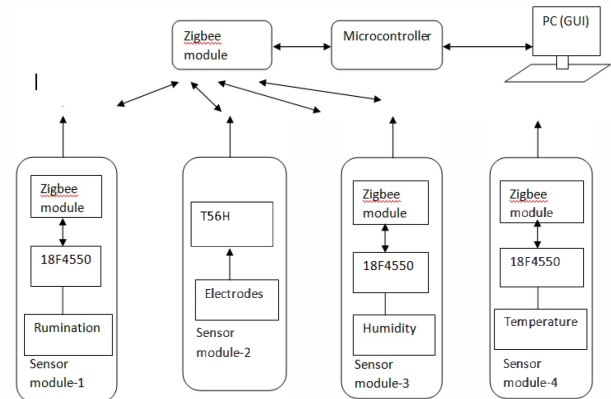 Zigbee
module
Microcontroller
PC (GUI)
Zigbee
module
18F4550
Rumination
Sensor
module-1
T56H
Electrodes
Sensor
module-2
Zigbee
module
18F4550
Humidity
Sensor
module-3
Zigbee
module
18F4550
Temperature
Sensor
module-4